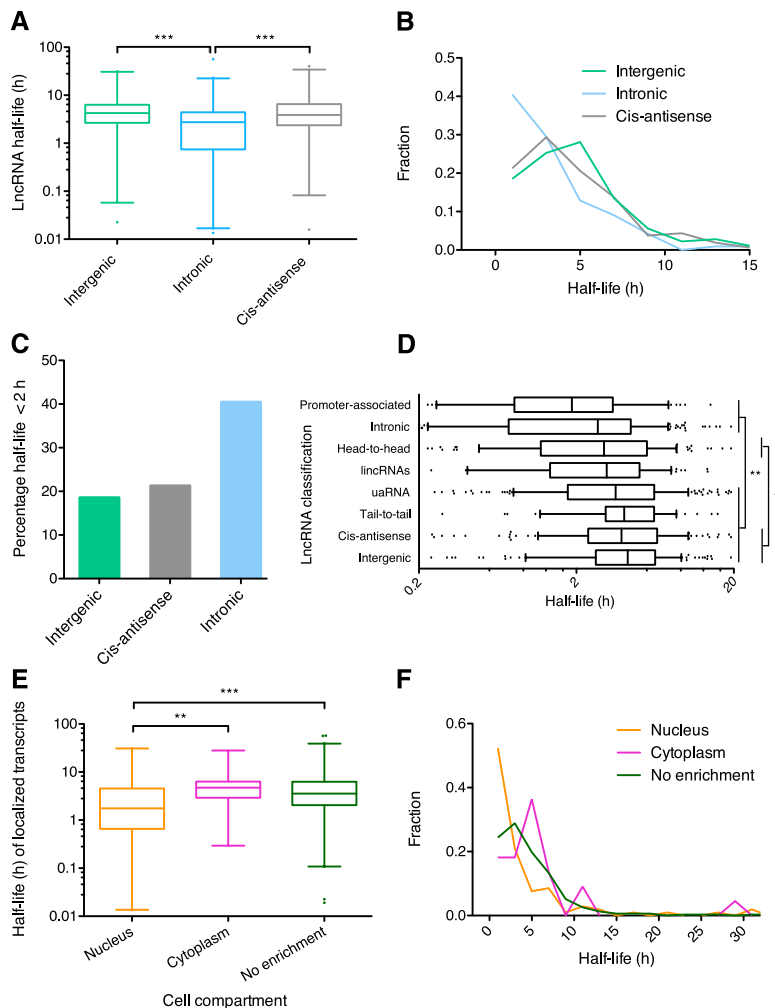 A
LncRNA half-life (h)
100
10
1
0.1
0.01
***
***
Intergenic
Intronic
Cis-antisense
B
Fraction
0.5
0.4
0.3
0.2
0.1
0.0
Intergenic
Intronic
Cis-antisense
0
5
10
15
Half-life (h)
C
Percentage half-life < 2 h
50
40
30
20
10
0
Intergenic
Cis-antisense
Intronic
D
LncRNA classification
Promoter-associated
Intronic
Head-to-head
lincRNAs
uaRNA
Tail-to-tail
Cis-antisense
Intergenic
**
0.2
2
20
Half-life (h)
E
Half-life (h) of localized transcripts
100
10
1
0.1
0.01
***
**
Nucleus
Cytoplasm
No enrichment
Cell compartment
F
Fraction
0.6
0.4
0.2
0.0
Nucleus
Cytoplasm
No enrichment
0
5
10
15
20
25
30
Half-life (h)